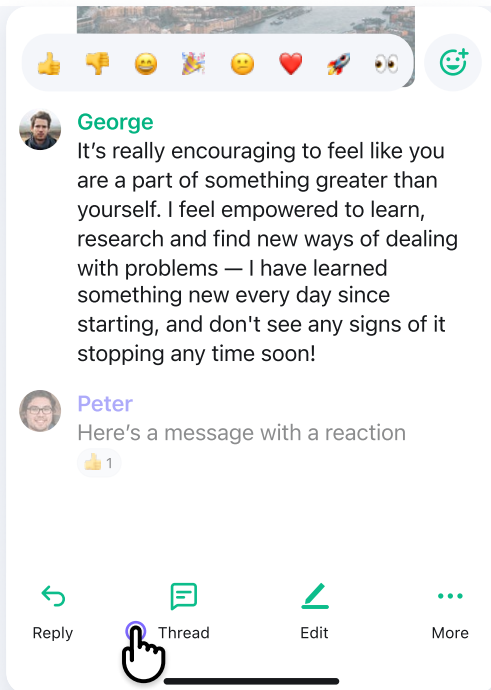 George
It’s really encouraging to feel like you
are a part of something greater than
yourself. I feel empowered to learn,
research and find new ways of dealing
with problems — I have learned
something new every day since
starting, and don't see any signs of it
stopping any time soon!
Peter
Here’s a message with a reaction
1
Reply Thread Edit More